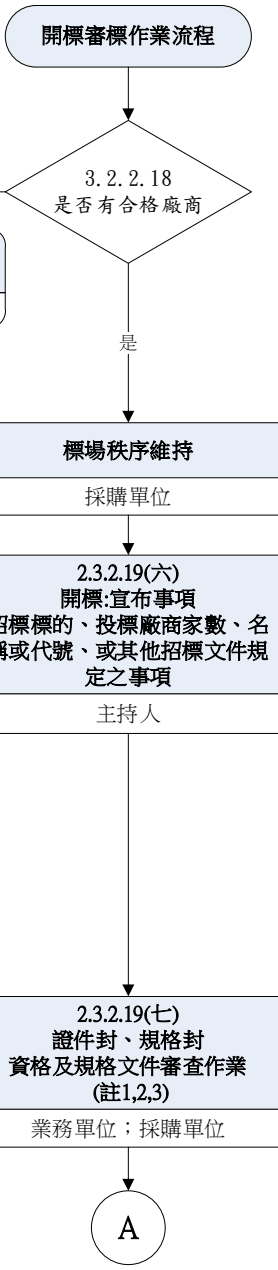 開標審標作業流程
3.2.2.18
是否有合格廠商
是
標場秩序維持
採購單位
2.3.2.19(六)
開標:宣布事項
招標標的、投標廠商家數、名
稱或代號、或其他招標文件規
定之事項
主持人
2.3.2.19(七)
證件封、規格封
資格及規格文件審查作業
(註1,2,3)
業務單位；採購單位
A